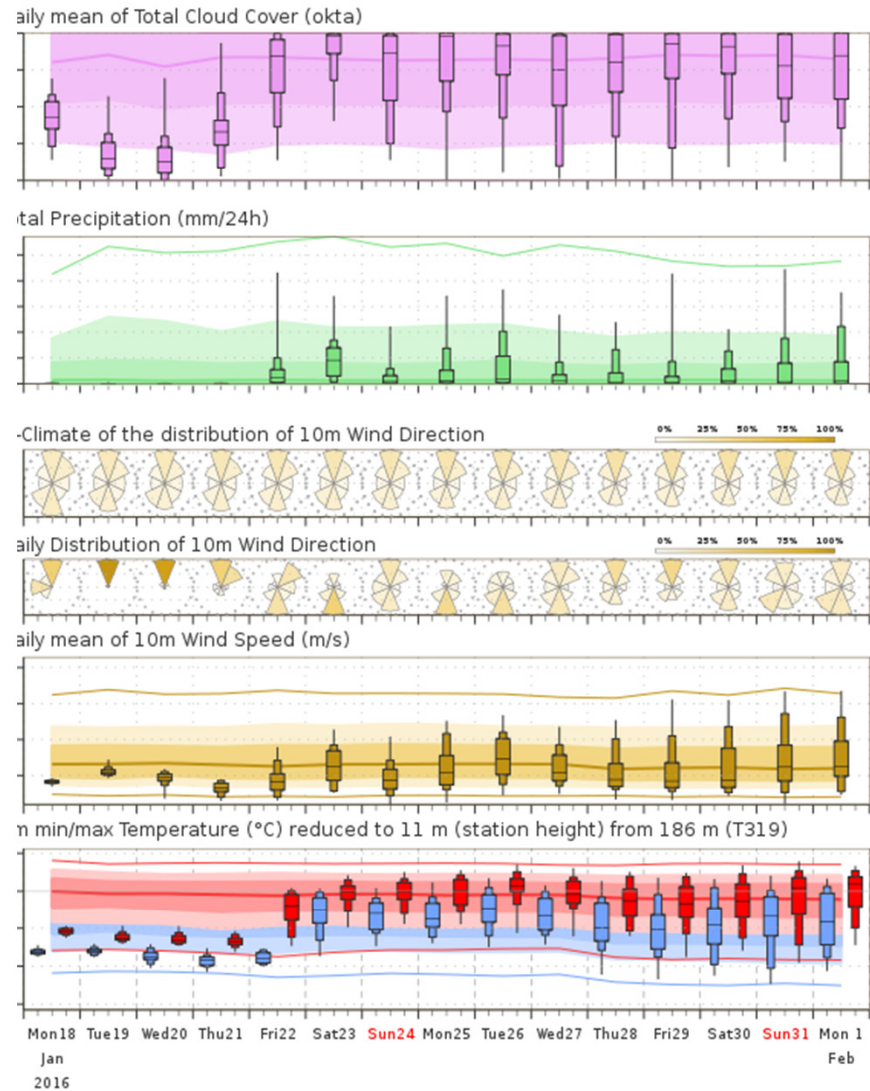 aily mean of Total Cloud Cover (okta)
tal Precipitation (mm/24h)
-Climate of the distribution of 10m Wind Direction
0% 25% 50% 75% 100%
aily Distribution of 10m Wind Direction
0% 25% 50% 75% 100%
aily mean of 10m Wind Speed (m/s)
m min/max Temperature (°C) reduced to 11 m (station height) from 186 m (T319)
Mon18 Tue19 Wed20 Thu21 Fri22 Sat23 Sun24 Mon25 Tue26 Wed27 Thu28 Fri29 Sat30 Sun31 Mon 1
Jan Feb
2016